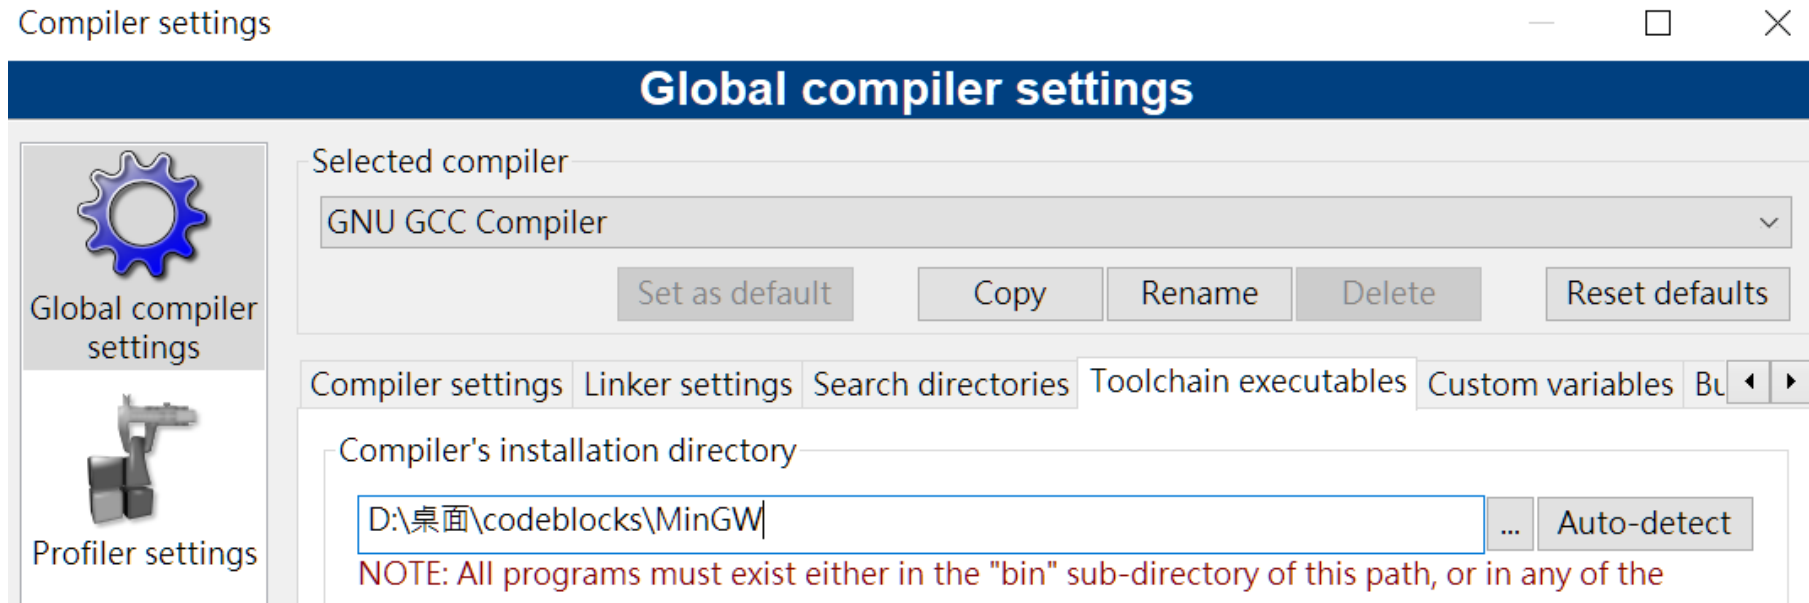 Compiler settings
Global compiler settings
Global compiler
settings
Profiler settings
Selected compiler
GNU GCC Compiler
Set as default
Copy
Rename
Delete
Reset defaults
Compiler settings
Linker settings
Search directories
Toolchain executables
Custom variables
Bu
Compiler's installation directory
D:\桌面\codeblocks\MinGW
...
Auto-detect
NOTE: All programs must exist either in the "bin" sub-directory of this path, or in any of the